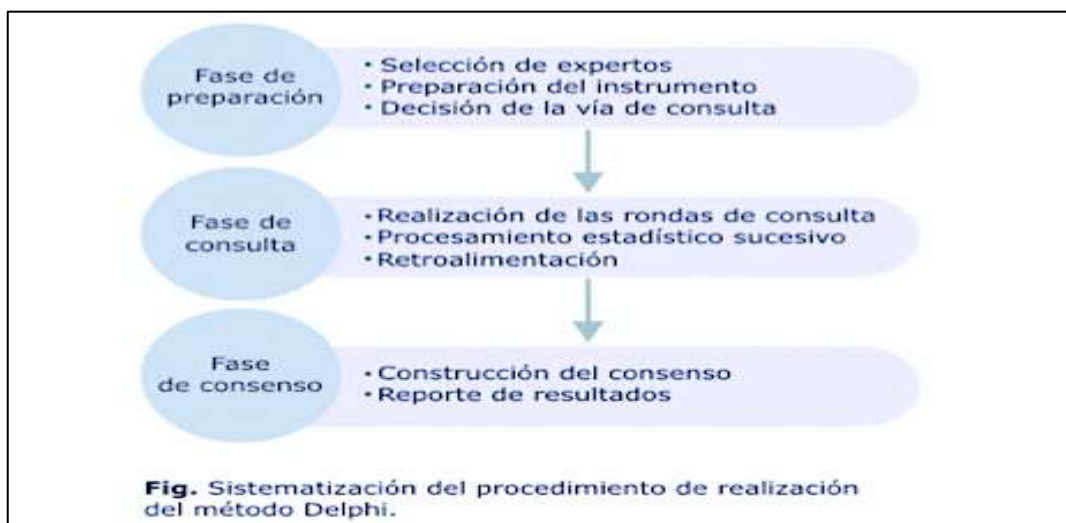 Fase de
preparación
• Selección de expertos
• Preparación del instrumento
• Decisión de la vía de consulta
Fase de
consulta
• Realización de las rondas de consulta
• Procesamiento estadístico sucesivo
• Retroalimentación
Fase
de consenso
• Construcción del consenso
• Reporte de resultados
Fig. Sistematización del procedimiento de realización
del método Delphi.